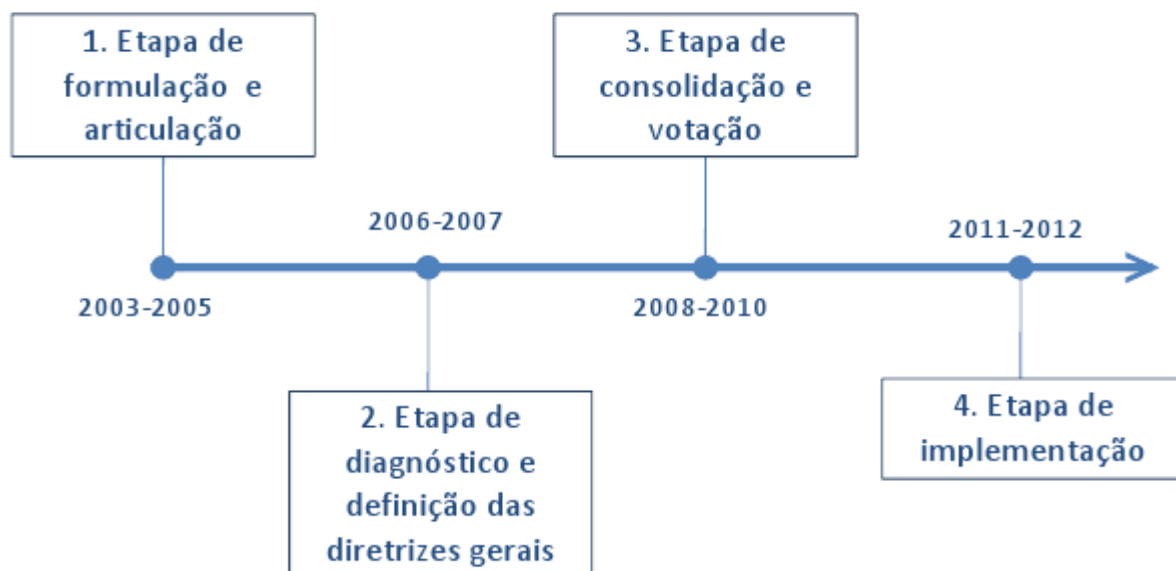 1. Etapa de
formulação e
articulação
2003-2005
2006-2007
2. Etapa de
diagnóstico e
definição das
diretrizes gerais
3. Etapa de
consolidação e
votação
2008-2010
2011-2012
4. Etapa de
implementação